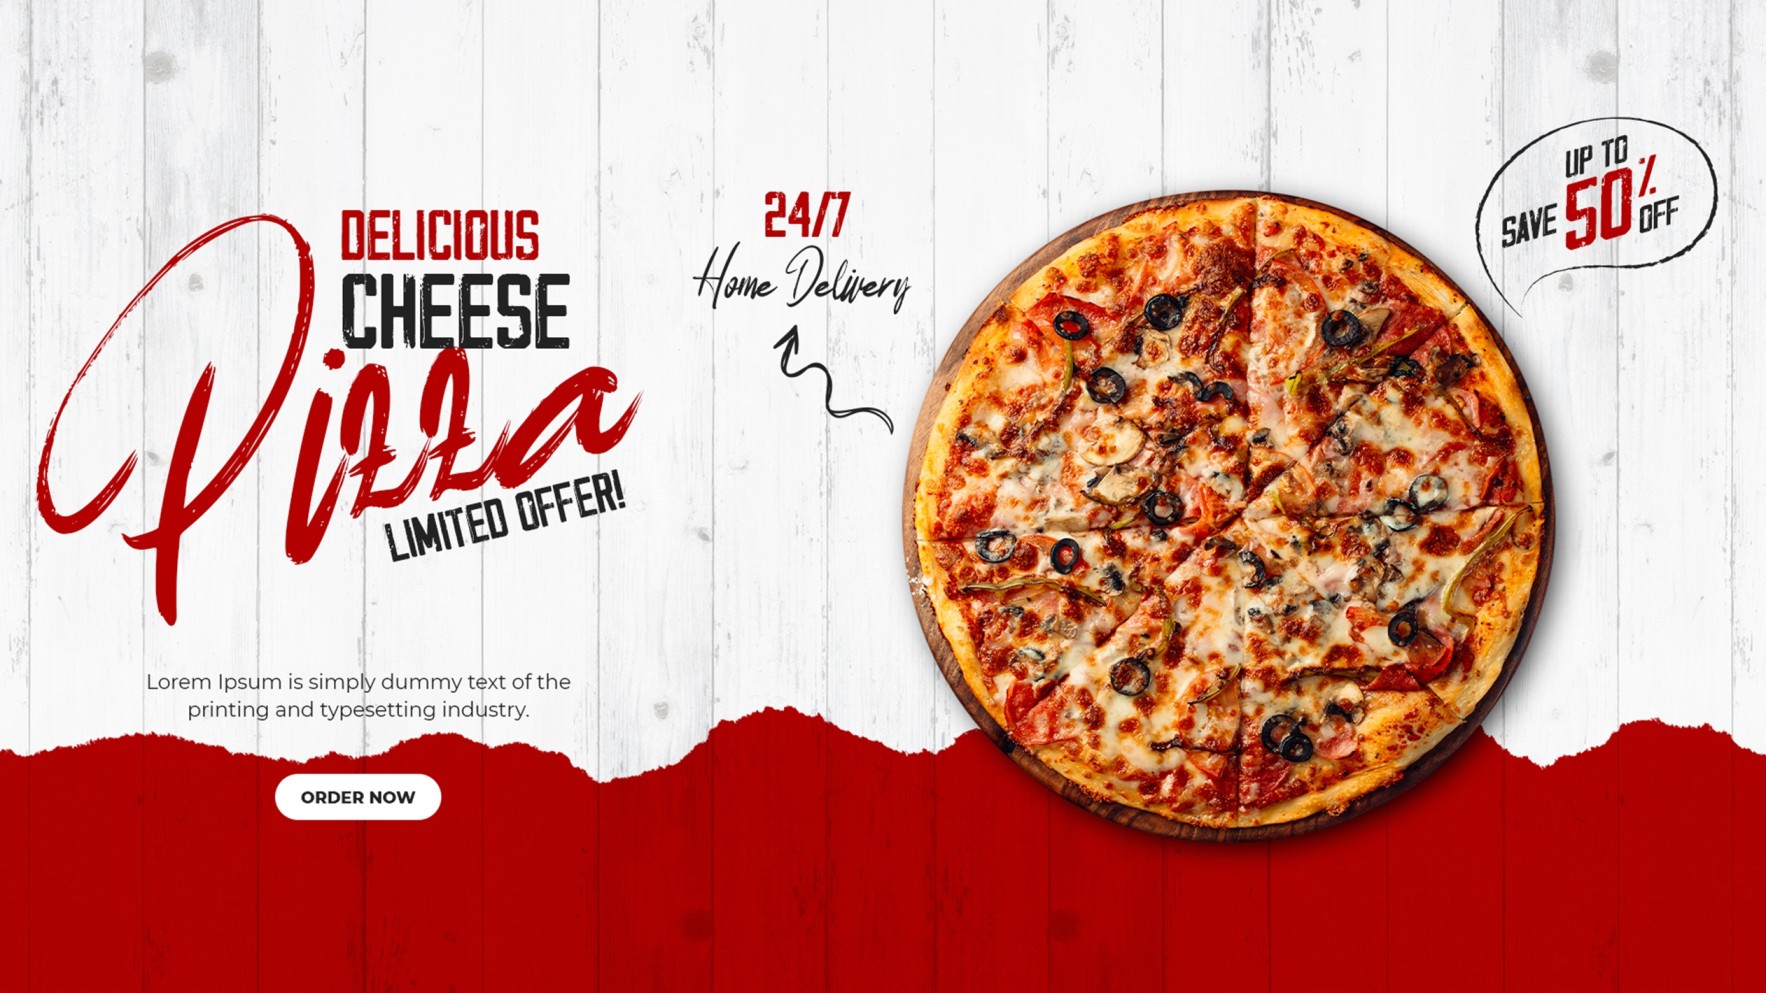 DELICIOUS
CHEESE
Pizza
LIMITED OFFER!
Lorem Ipsum is simply dummy text of the
printing and typesetting industry.
ORDER NOW
24/7
Home Delivery
UP TO
SAVE 50% OFF